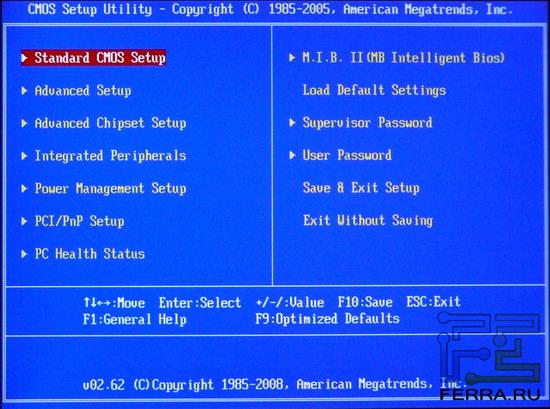 CMOS Setup Utility - Copyright (C) 1985-2005, American Megatrends, Inc.
Standard CMOS Setup
Advanced Setup
Advanced Chipset Setup
Integrated Peripherals
Power Management Setup
PCI/PnP Setup
PC Health Status
M.I.B. II(MB Intelligent Bios)
Load Default Settings
Supervisor Password
User Password
Save & Exit Setup
Exit Without Saving
↑↓↔:Move Enter:Select +/-/:Value F10:Save ESC:Exit
F1:General Help F9:Optimized Defaults
v02.62 (C)Copyright 1985-2008, American Megatrends, Inc.
FERRA.RU